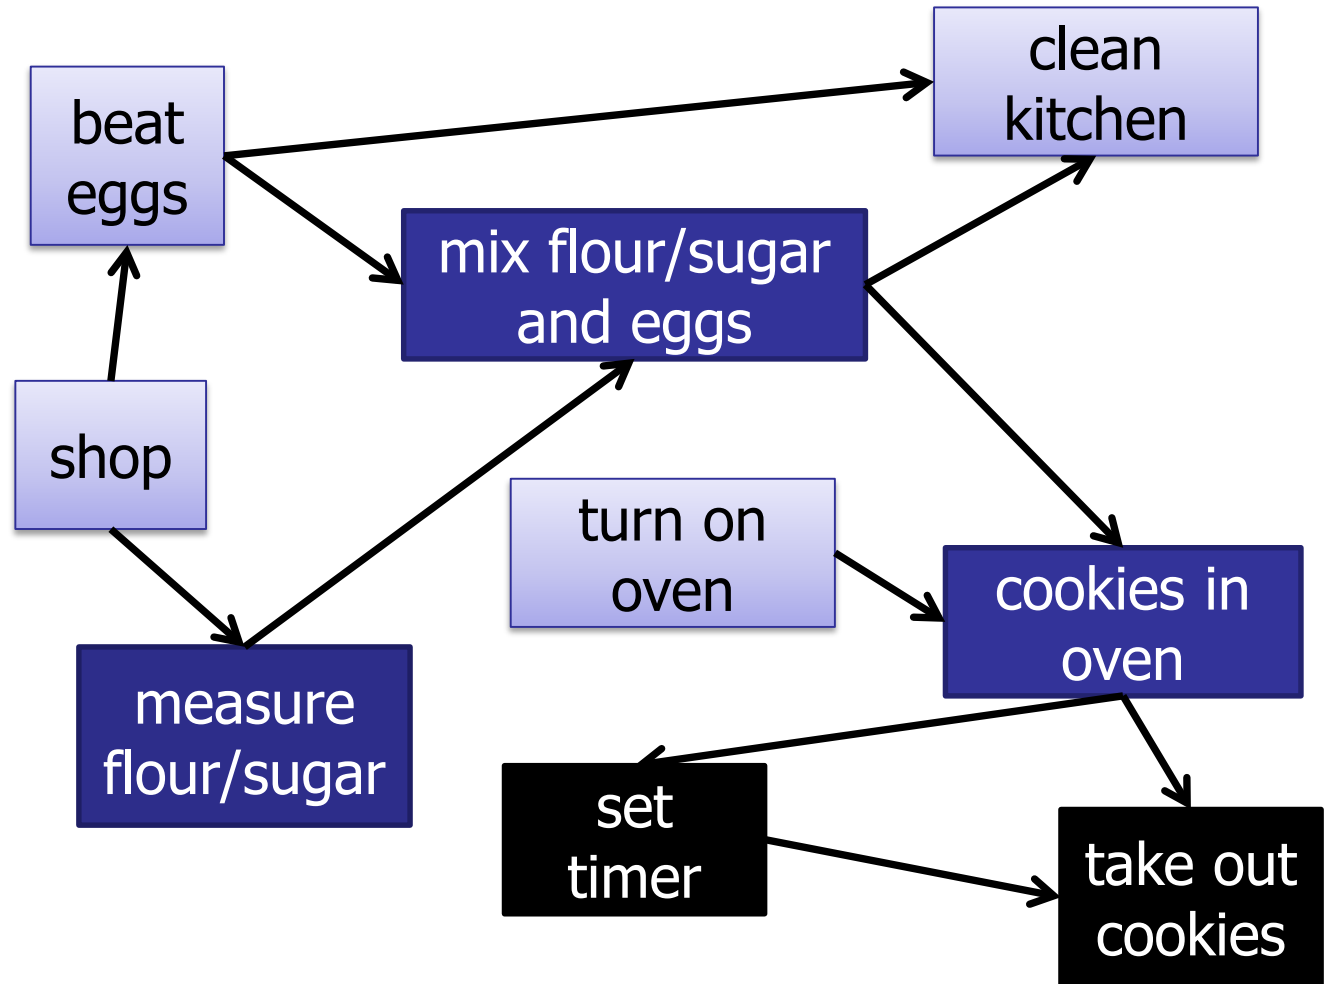 beat
eggs
clean
kitchen
mix flour/sugar
and eggs
shop
turn on
oven
cookies in
oven
measure
flour/sugar
set
timer
take out
cookies